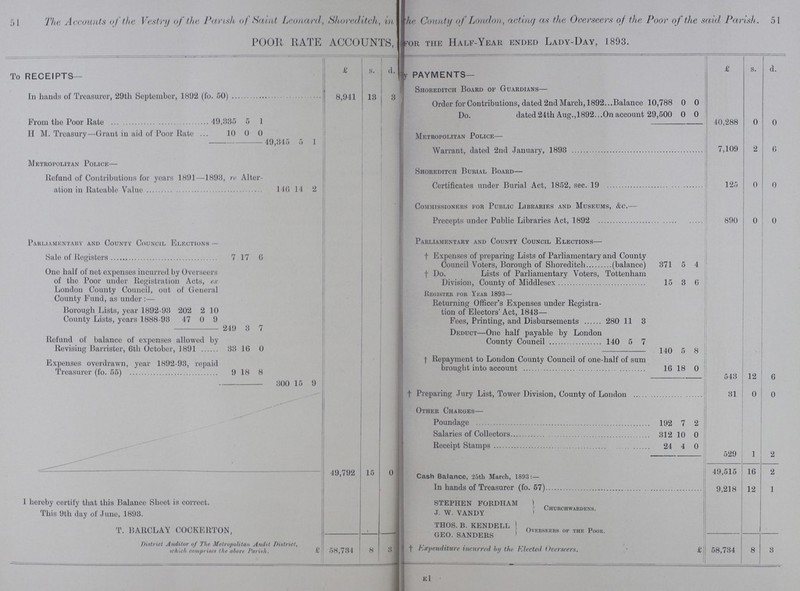 51 The Accounts of the Vestry of the Parish of Saint Leonard, Shoreditch, in the County of London, acting as the Overseers of the Poor of the said Parish. 51
POOR RATE ACCOUNTS, FOR THE HALF-YEAR ENDED LADY-DAY, 1893.
To RECEIPTS— £ s. d.
In hands of Treasurer, 29th September, 1892 (fo. 50) 8,941 13 3
From the Poor Rate 49,335 5 1
H M. Treasury—Grant in aid of Poor Rate 10 0 0
49,345 5 1
METROPOLITAN POLICE—
Refund of Contributions for years 1891—1893, re Alter-
ation in Rateable Value 146 14 2
PARLIAMENTARY AND COUNTY COUNCIL ELECTIONS—
Sale of Registers 7 17 6
One half of net expenses incurred by Overseers
of the Poor under Registration Acts, ex
London County Council, out of General
County Fund, as under:—
Borough Lists, year 1892-93 202 2 10
County Lists, years 1888-93 47 0 9
249 3 7
Refund of balance of expenses allowed by
Revising Barrister, 6th October, 1891 33 16 0
Expenses overdrawn, year 1892-93, repaid
Treasurer (fo. 55) 9 18 8
300 15 9
49,792 15 0
I hereby certify that this Balance Sheet is correct.
This 9th day of June, 1893.
T. BARCLAY COCKERTON,
District Auditor of The Metropolitan Audit District,
which comprises the above Parish.
£ 58,734 8 3
By PAYMENTS— £ s. d.
SHOREDITCH BOARD OF GUARDIANS—
Order for Contributions, dated 2nd March, 1892...Balance 10,788 0 0
Do. dated 24th Aug., 1892...On account 29,500 0 0
40,288 0 0
METROPOLITAN POLICE—
Warrant, dated 2nd January, 1893 7,109 2 6
SHOREDITCH BURIAL BOARD—
Certificates under Burial Act, 1852, sec. 19 125 0 0
COMMISSIONERS FOR PUBLIC LIBRARIES AND MUSEUMS, &c.—
Precepts under Public Libraries Act, 1892 890 0 0
PARLIAMENTARY AND COUNTY COUNCIL ELECTIONS—
† Expenses of preparing Lists of Parliamentary and County
Council Voters, Borough of Shoreditch (balance) 371 5 4
† Do. Lists of Parliamentary Voters, Tottenham
Division, County of Middlesex 15 3 6
REGISTER FOR YEAR 1893—
Returning Officer's Expenses under Registra-
tion of Electors' Act, 1843—
Fees, Printing, and Disbursements 280 11 3
DEDUCT—One half payable by London
County Council 140 5 7
140 5 8
† Repayment to London County Council of one-half of sum
brought into account 16 18 0
543 12 6
† Preparing Jury List, Tower Division, County of London 31 0 0
OTHER CHARGES—
Poundage 192 7 2
Salaries of Collectors 312 10 0
Receipt Stamps 24 4 0
529 1 2
49,515 16 2
Cash Balance, 25th March, 1893:—
In hands of Treasurer (fo. 57) 9,218 12 1
STEPHEN FORDHAM
J. W. VANDY
CHURCHWARDENS.
THOS. B. KENDELL
GEO. SANDERS
OVERSEERS OF THE POOR.
† Expenditure incurred by the Elected Overseers. £ 58,734 8 3
E1